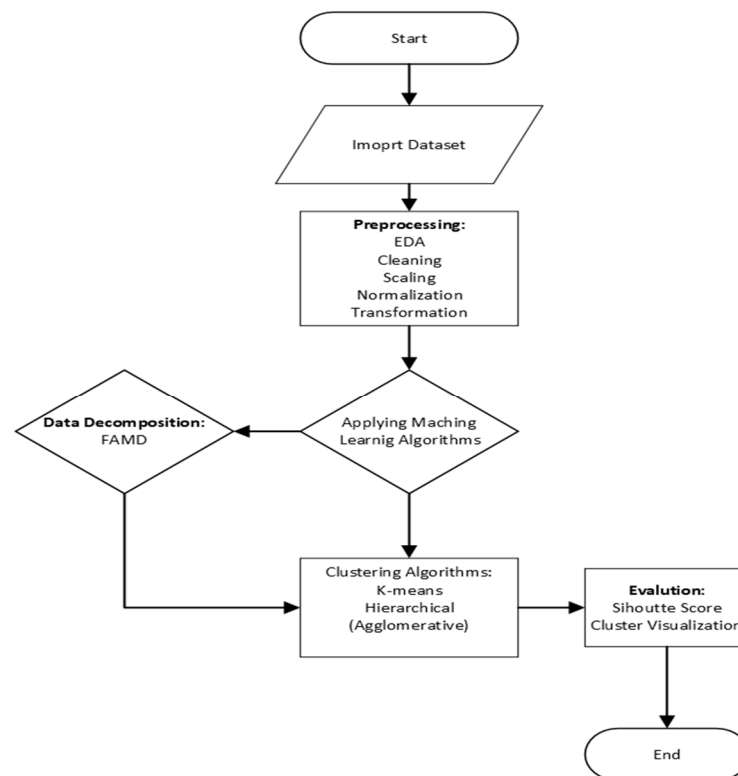 Start
Imoprt Dataset
Preprocessing:
EDA
Cleaning
Scaling
Normalization
Transformation
Applying Maching
Learnig Algorithms
Data Decomposition:
FAMD
Clustering Algorithms:
K-means
Hierarchical
(Agglomerative)
Evalution:
Sihoutte Score
Cluster Visualization
End